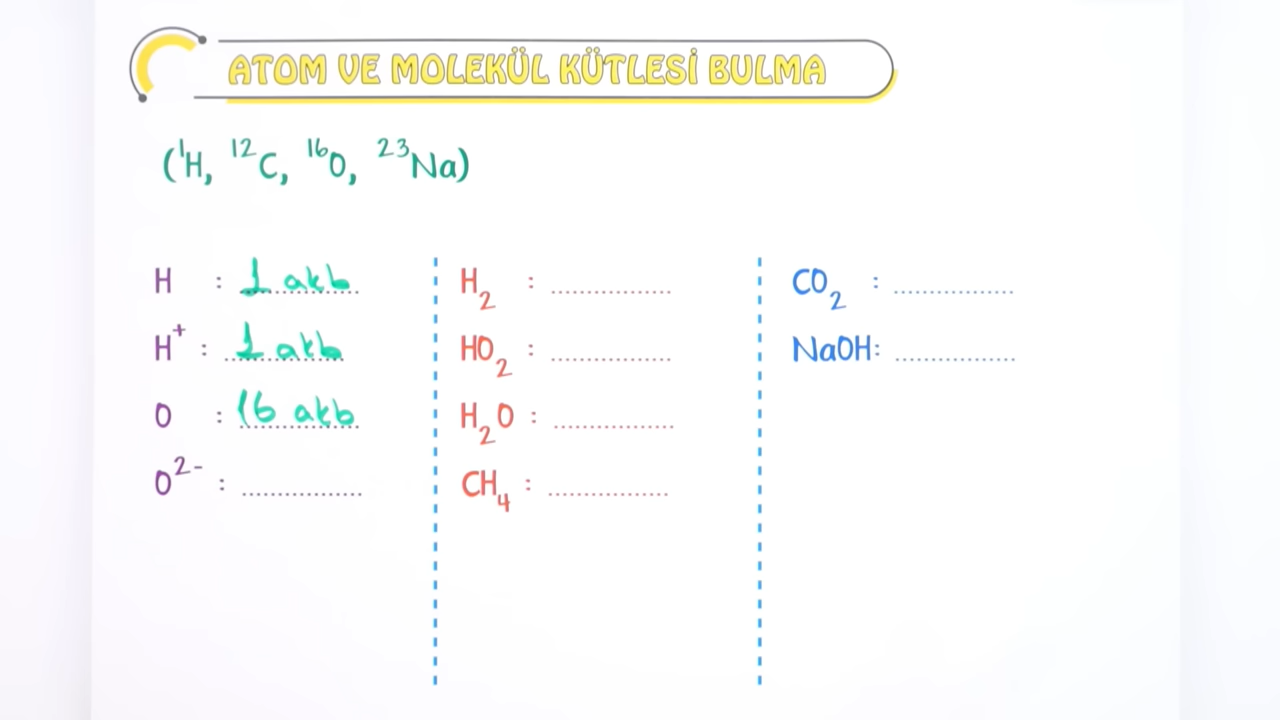 ATOM VE MOLEKÜL KÜTLESİ BULMA
(¹H, ¹²C, ¹⁶O, ²³Na)
H : 1 akb
H⁺ : 1 akb
O : 16 akb
O²⁻ : ................
H₂ : ................
HO₂ : ................
H₂O : ................
CH₄ : ................
CO₂ : ................
NaOH: ................